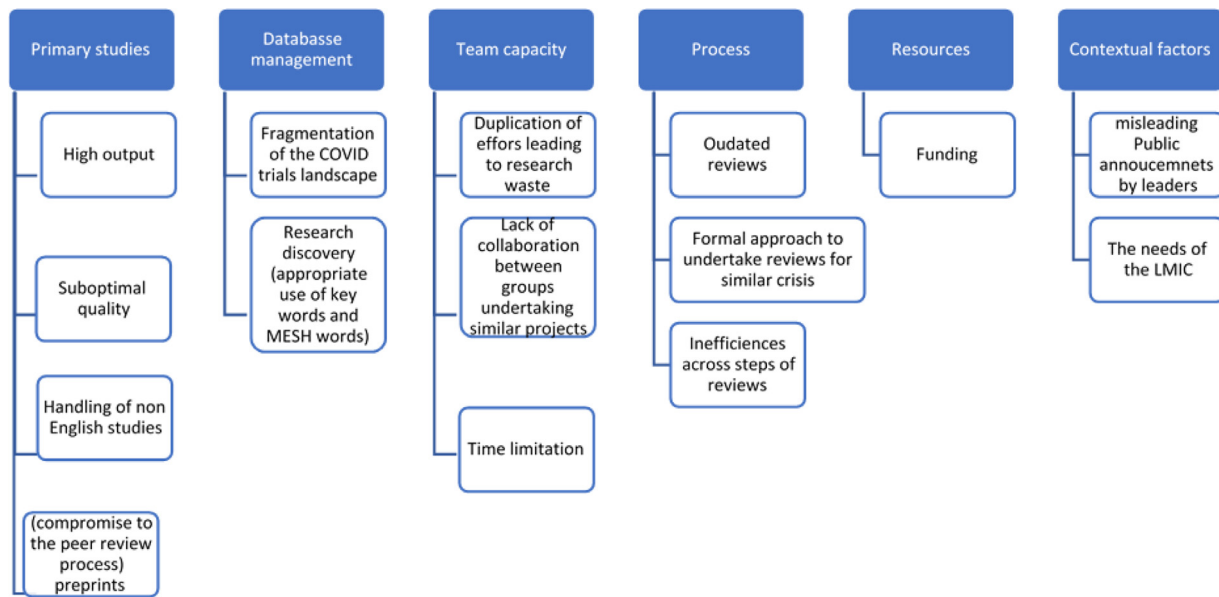 Primary studies
High output
Suboptimal
quality
Handling of non
English studies
(compromise to
the peer review
process)
preprints
Databasse
management
Fragmentation
of the COVID
trials landscape
Research
discovery
(appropriate
use of key
words and
MESH words)
Team capacity
Duplication of
effors leading to
research waste
Lack of
collaboration
between
groups
undertaking
similar projects
Time limitation
Process
Oudated
reviews
Formal approach to
undertake reviews for
similar crisis
Inefficiences
across steps of
reviews
Resources
Funding
Contextual factors
misleading
Public
annoucemnets
by leaders
The needs of
the LMIC